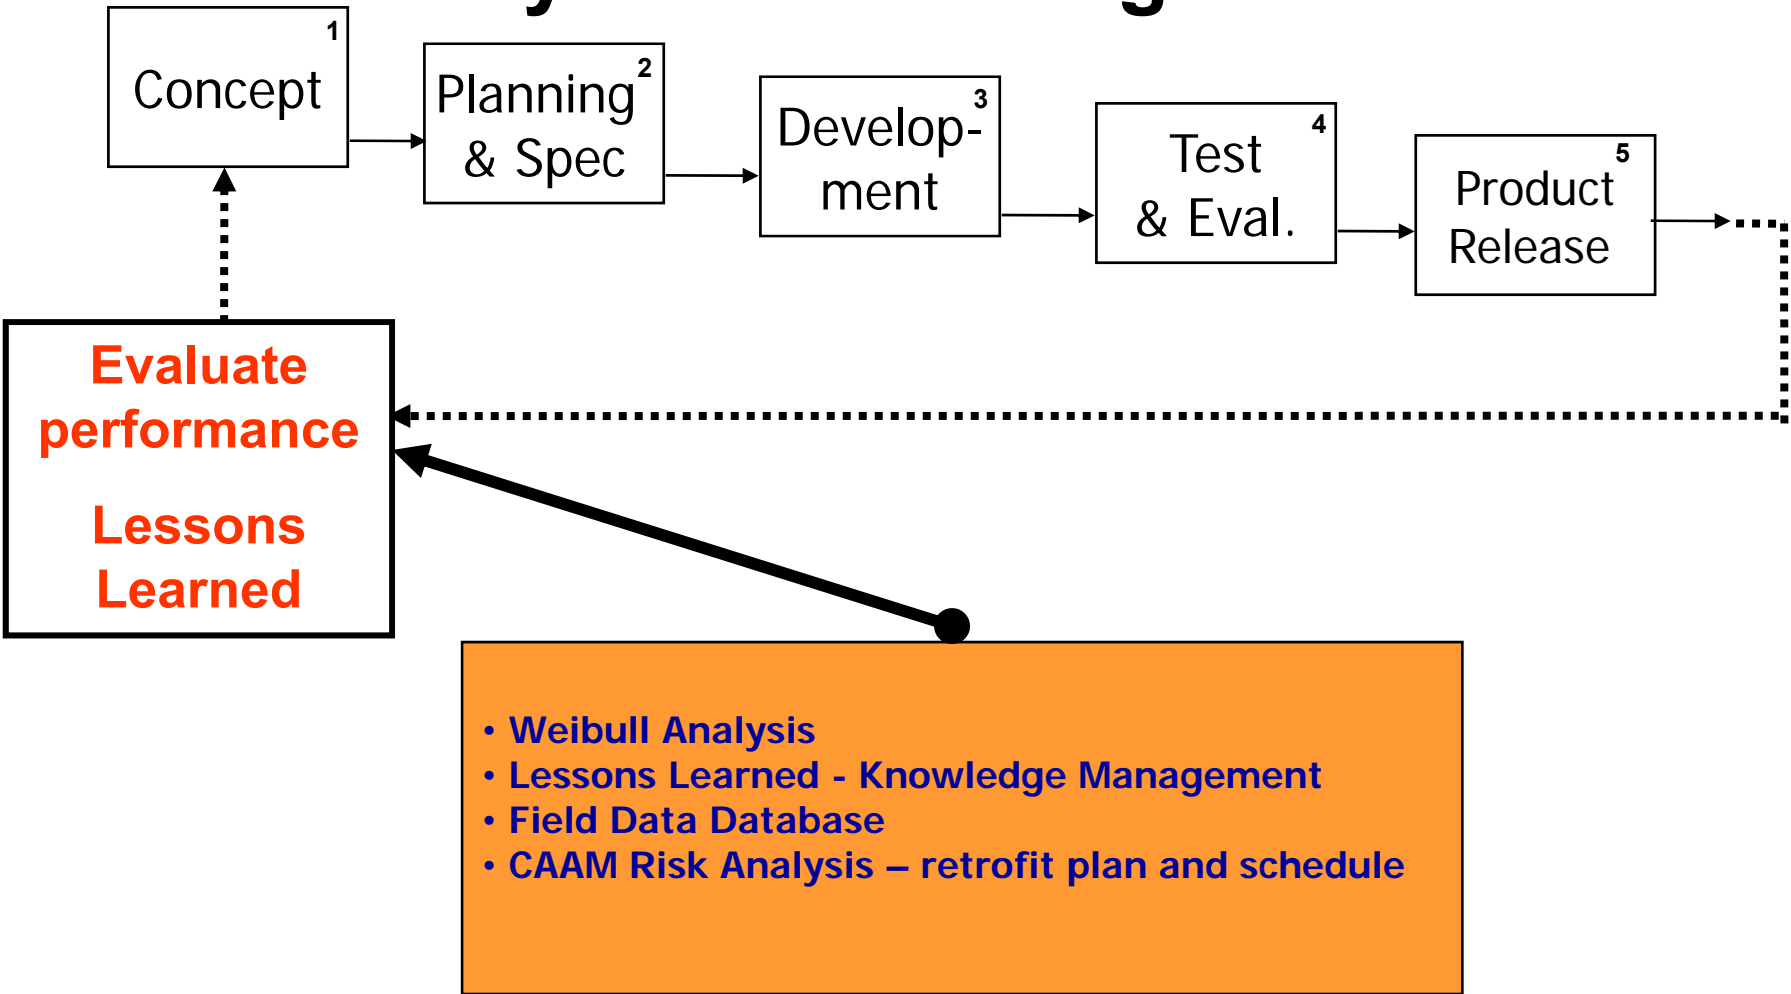 1
Concept
2
Planning
& Spec
3
Develop-
ment
4
Test
& Eval.
5
Product
Release
Evaluate
performance
Lessons
Learned
• Weibull Analysis
• Lessons Learned - Knowledge Management
• Field Data Database
• CAAM Risk Analysis – retrofit plan and schedule